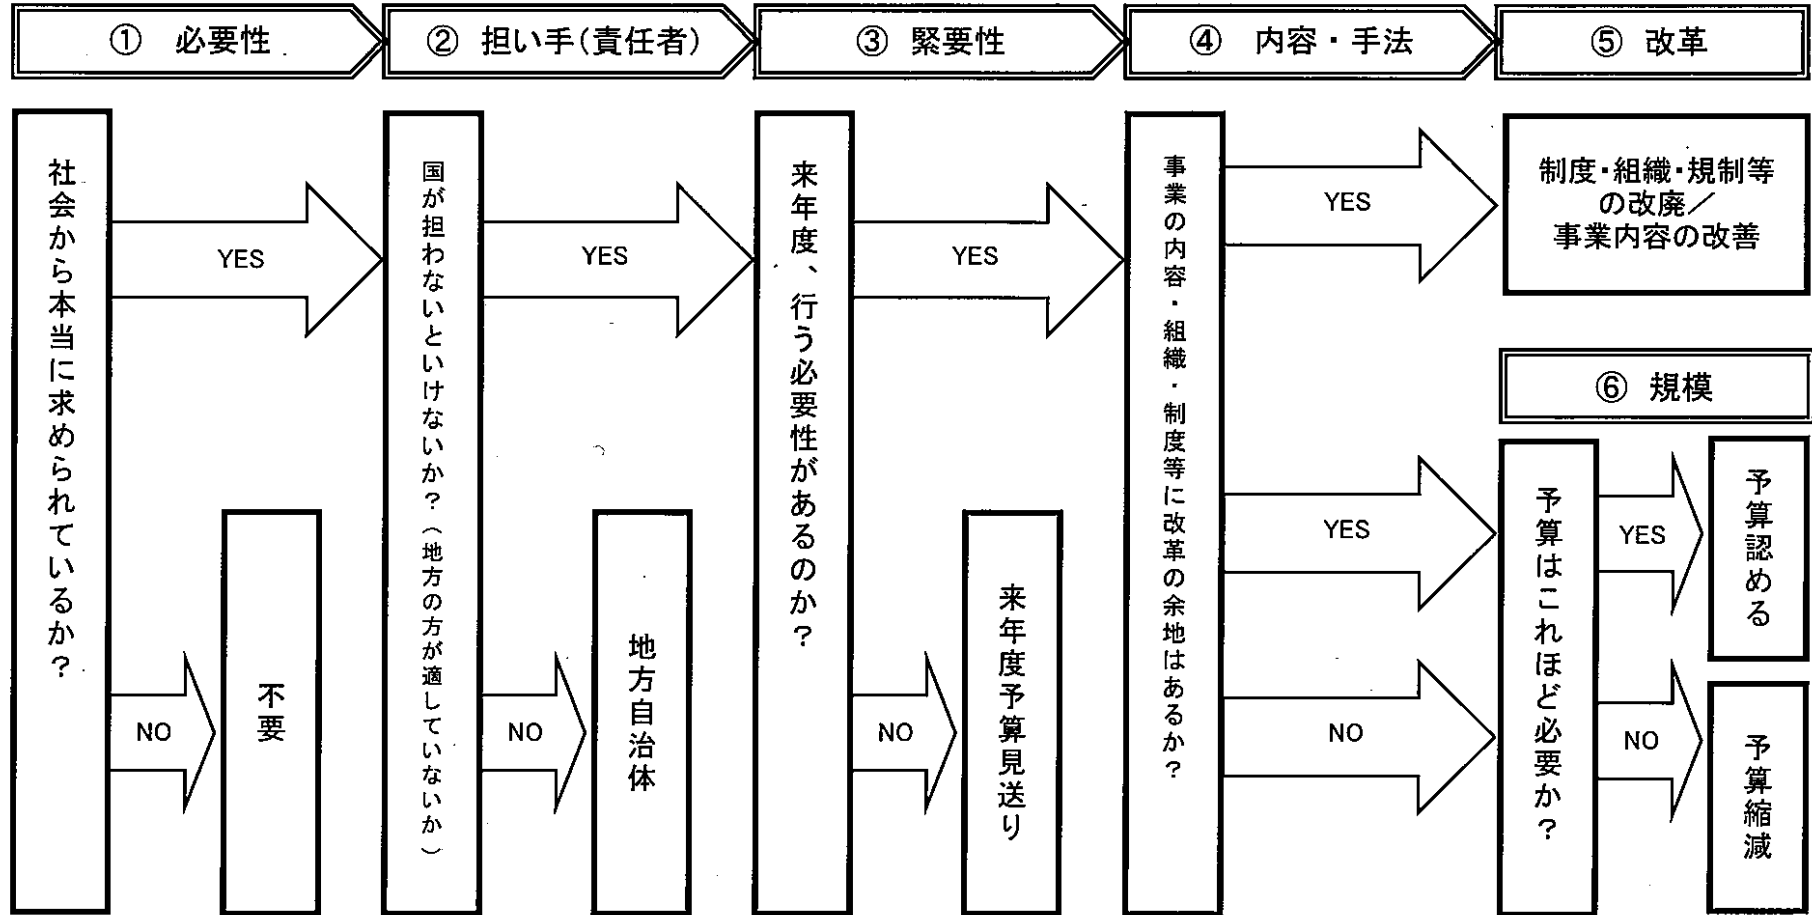 ① 必要性
② 担い手(責任者)
③ 緊要性
④ 内容・手法
⑤ 改革
社会から本当に求められているか?
YES
NO
不要
国が担わないといけないか?(地方の方が適していないか)
YES
NO
地方自治体
来年度、行う必要性があるのか?
YES
NO
来年度予算見送り
事業の内容・組織・制度等に改革の余地はあるか?
YES
制度・組織・規制等
の改廃/
事業内容の改善
⑥ 規模
YES
NO
予算はこれほど必要か?
YES
予算認める
NO
予算縮減